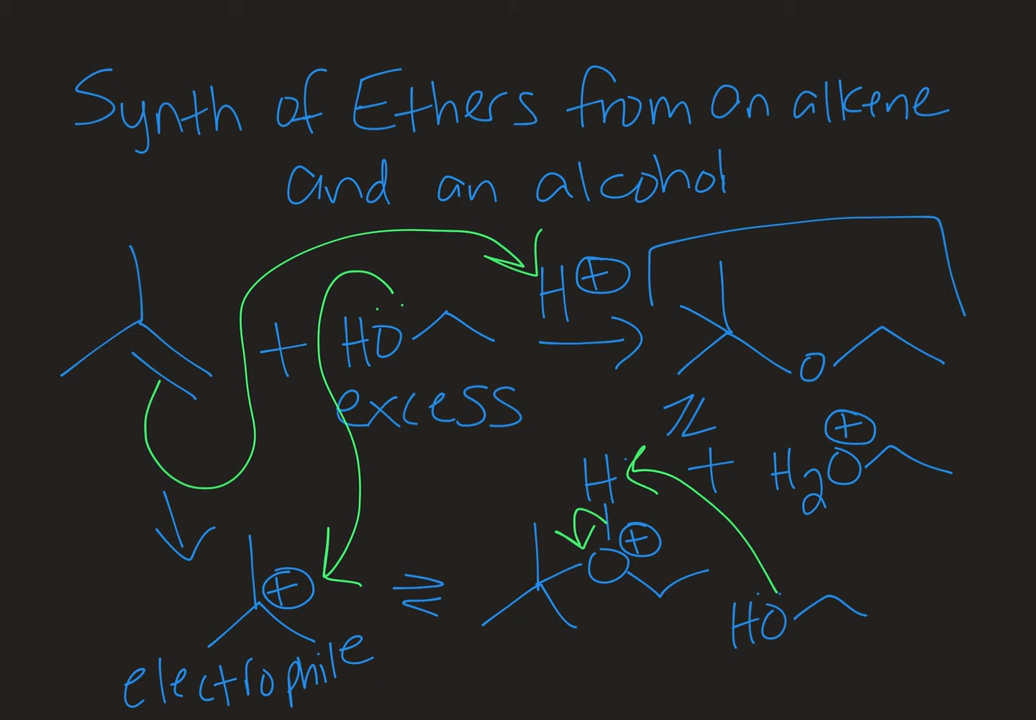 Synth of Ethers from an alkene
and an alcohol
H⊕
+ HO O
excess
+ H2O⊕
H
⊕ O⊕
HO
electrophile